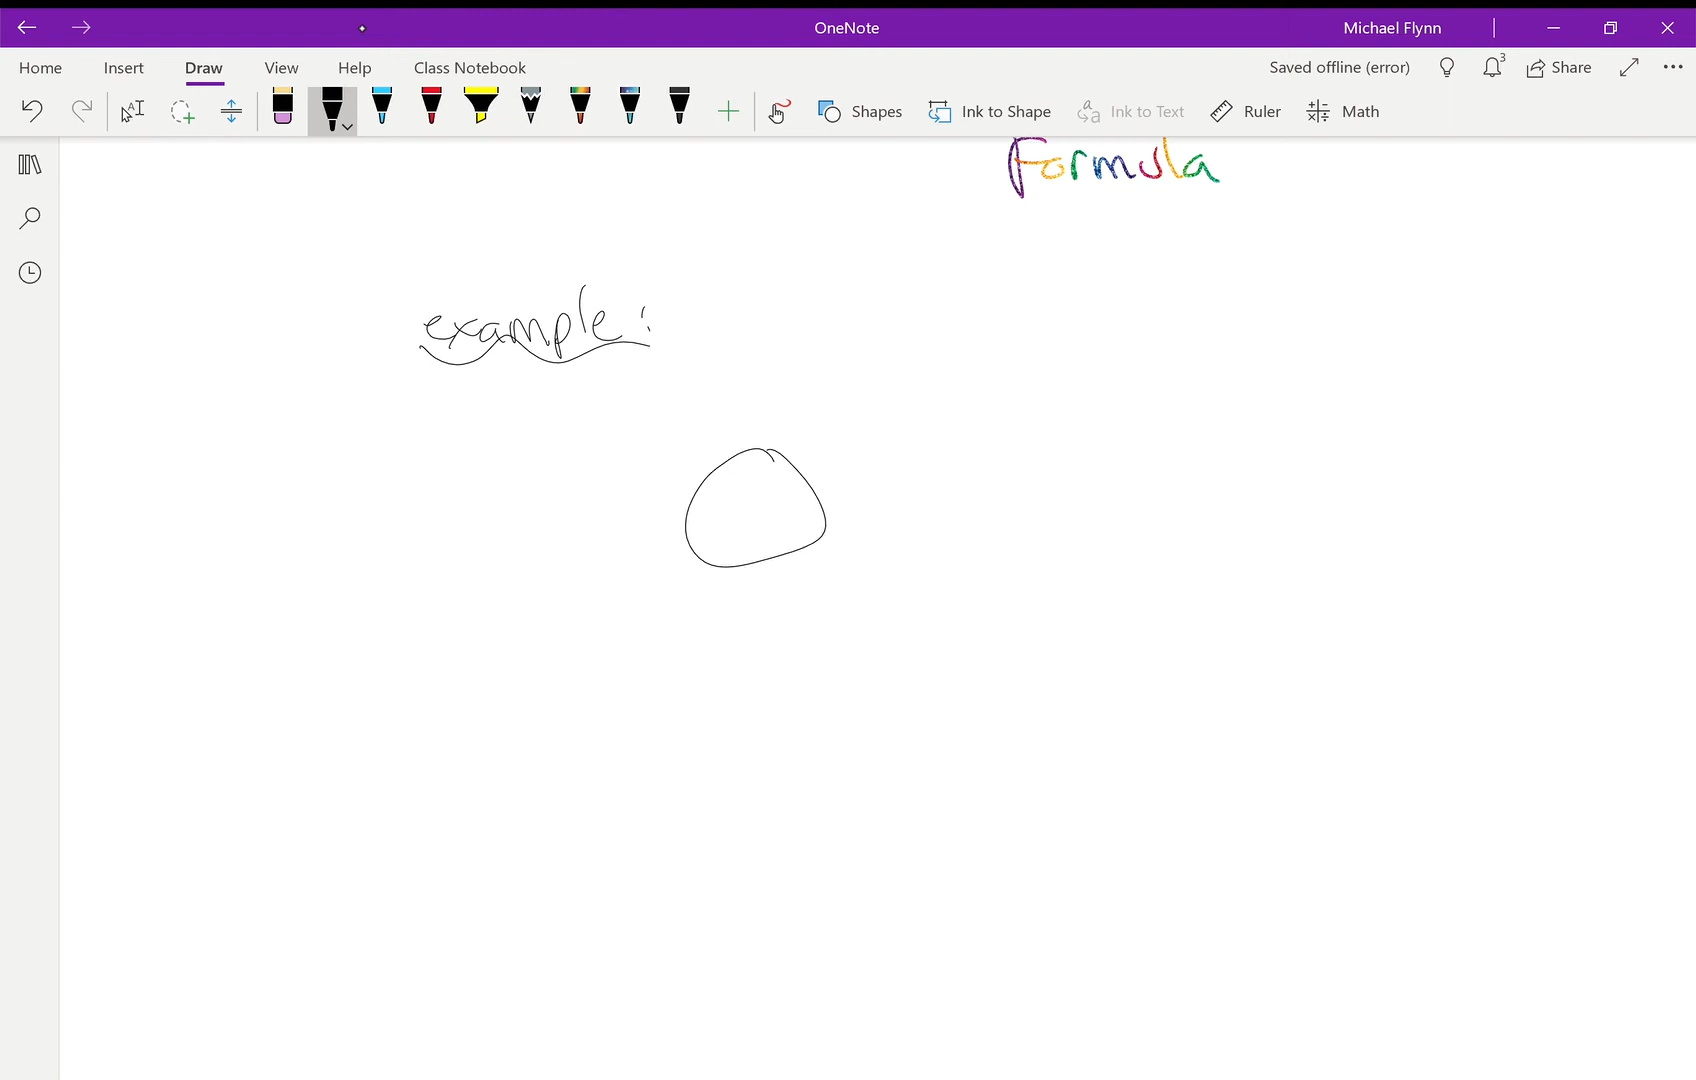 OneNote
Michael Flynn
Home Insert Draw View Help Class Notebook
Saved offline (error) 3 Share
Shapes Ink to Shape Ink to Text Ruler Math
Formula
example :